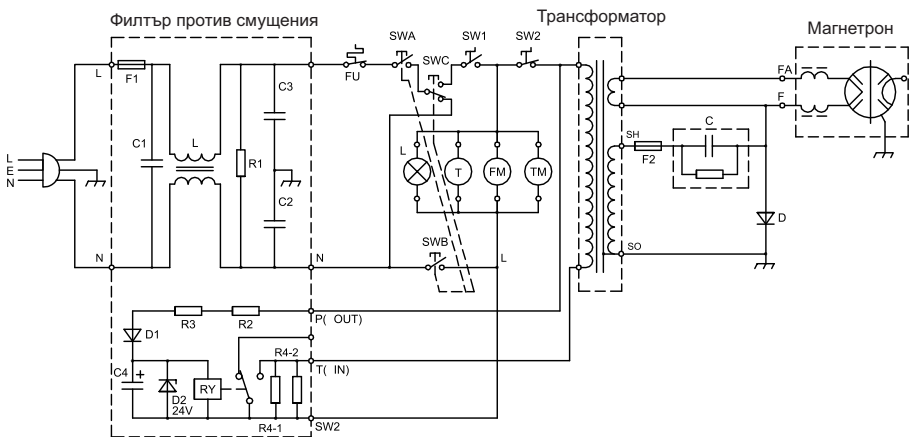 Филтър против смущения
Трансформатор
Магнетрон
SWA
SW1
SW2
SWC
FU
L
F1
C3
C1
L
R1
C2
L
E
N
N
N
L
T
FM
TM
SWB
L
FA
F
SH
F2
C
D
SO
R3
R2
P( OUT)
D1
C4
+
D2
24V
RY
R4-2
T( IN)
R4-1
SW2